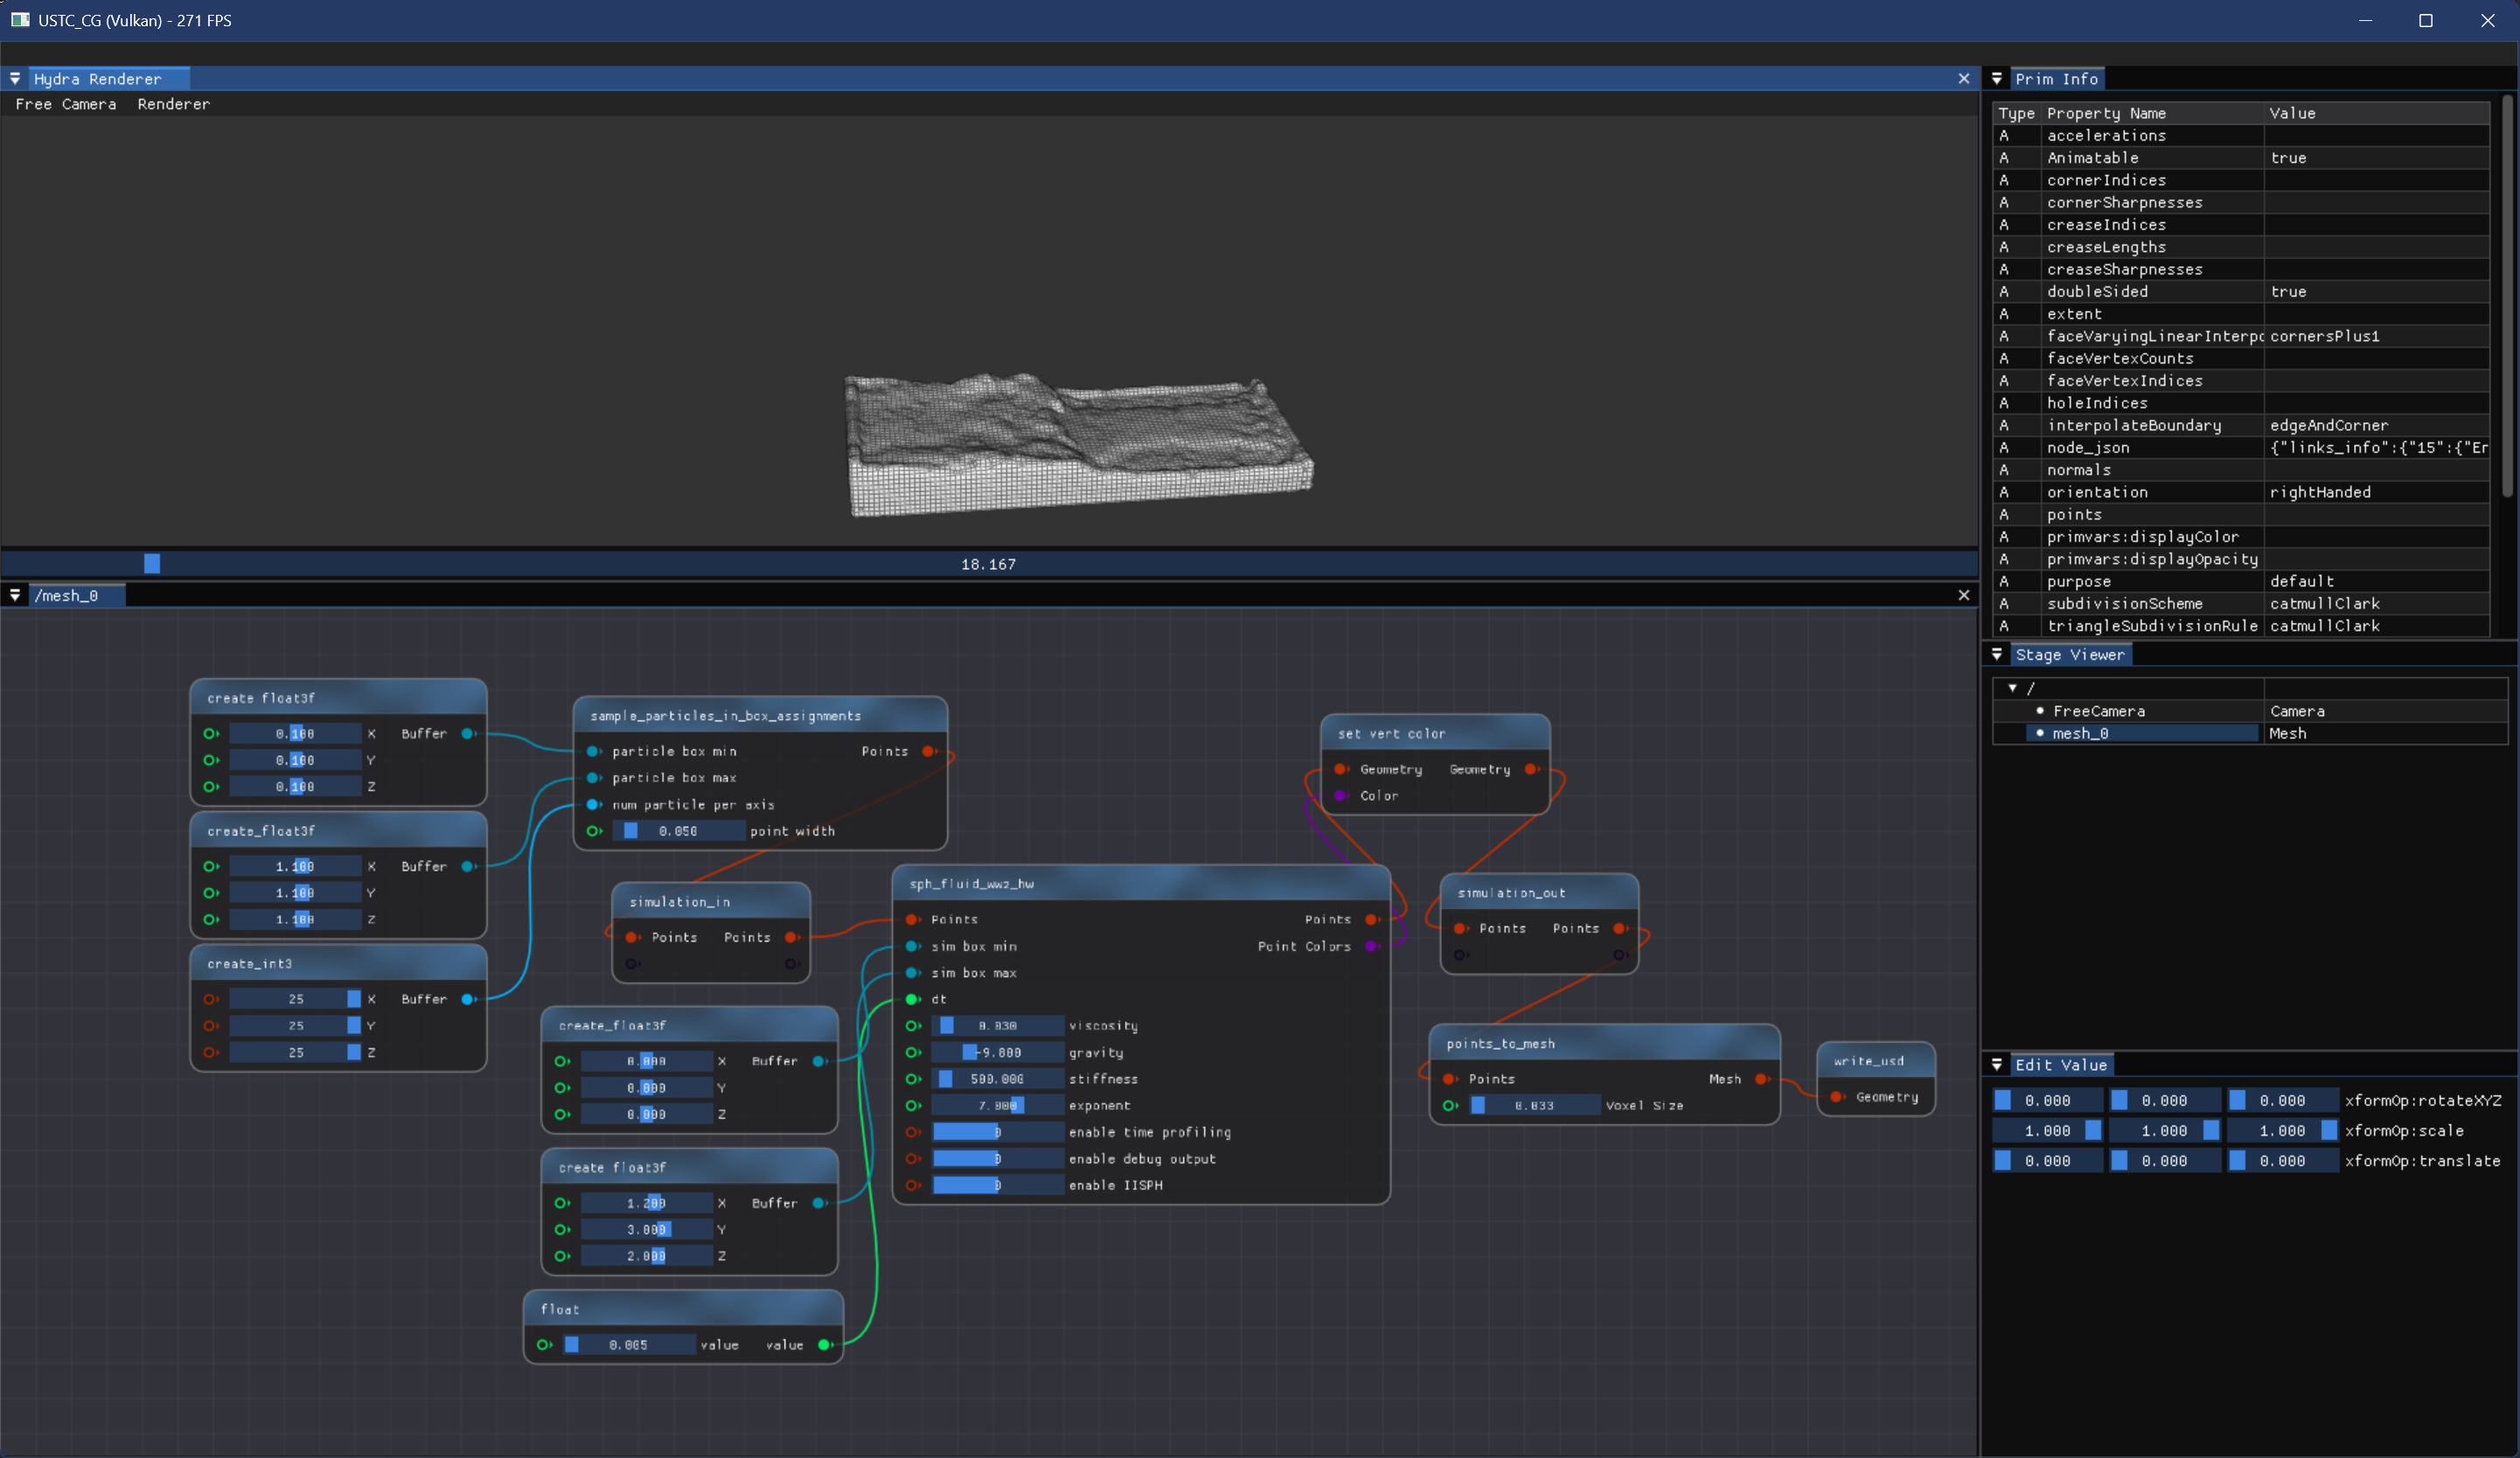 USTC_CG (Vulkan) - 271 FPS
Hydra Renderer
Free Camera Renderer
18.167
/mesh_0
create float3f
0.100 X Buffer
0.100 Y
0.100 Z
create_float3f
1.100 X Buffer
1.100 Y
1.100 Z
create_int3
25 X Buffer
25 Y
25 Z
sample_particles_in_box_assignments
particle box min Points
particle box max
num particle per axis
0.050 point width
simulation_in
Points Points
create_float3f
0.000 X Buffer
0.000 Y
0.000 Z
create float3f
1.200 X Buffer
3.000 Y
2.000 Z
float
0.005 value value
sph_fluid_wwz_hw
Points Points
sim box min Point Colors
sim box max
dt
0.030 viscosity
-9.800 gravity
500.000 stiffness
7.000 exponent
0 enable time profiling
0 enable debug output
0 enable IISPH
set vert color
Geometry Geometry
Color
simulation_out
Points Points
points_to_mesh
Points Mesh
0.033 Voxel Size
write_usd
Geometry
Prim Info
Type Property Name Value
A accelerations
A Animatable true
A cornerIndices
A cornerSharpnesses
A creaseIndices
A creaseLengths
A creaseSharpnesses
A doubleSided true
A extent
A faceVaryingLinearInterpo cornersPlus1
A faceVertexCounts
A faceVertexIndices
A holeIndices
A interpolateBoundary edgeAndCorner
A node_json {"links_info":{"15":{"Er
A normals
A orientation rightHanded
A points
A primvars:displayColor
A primvars:displayOpacity
A purpose default
A subdivisionScheme catmullClark
A triangleSubdivisionRule catmullClark
Stage Viewer
/
FreeCamera Camera
mesh_0 Mesh
Edit Value
0.000 0.000 0.000 xformOp:rotateXYZ
1.000 1.000 1.000 xformOp:scale
0.000 0.000 0.000 xformOp:translate